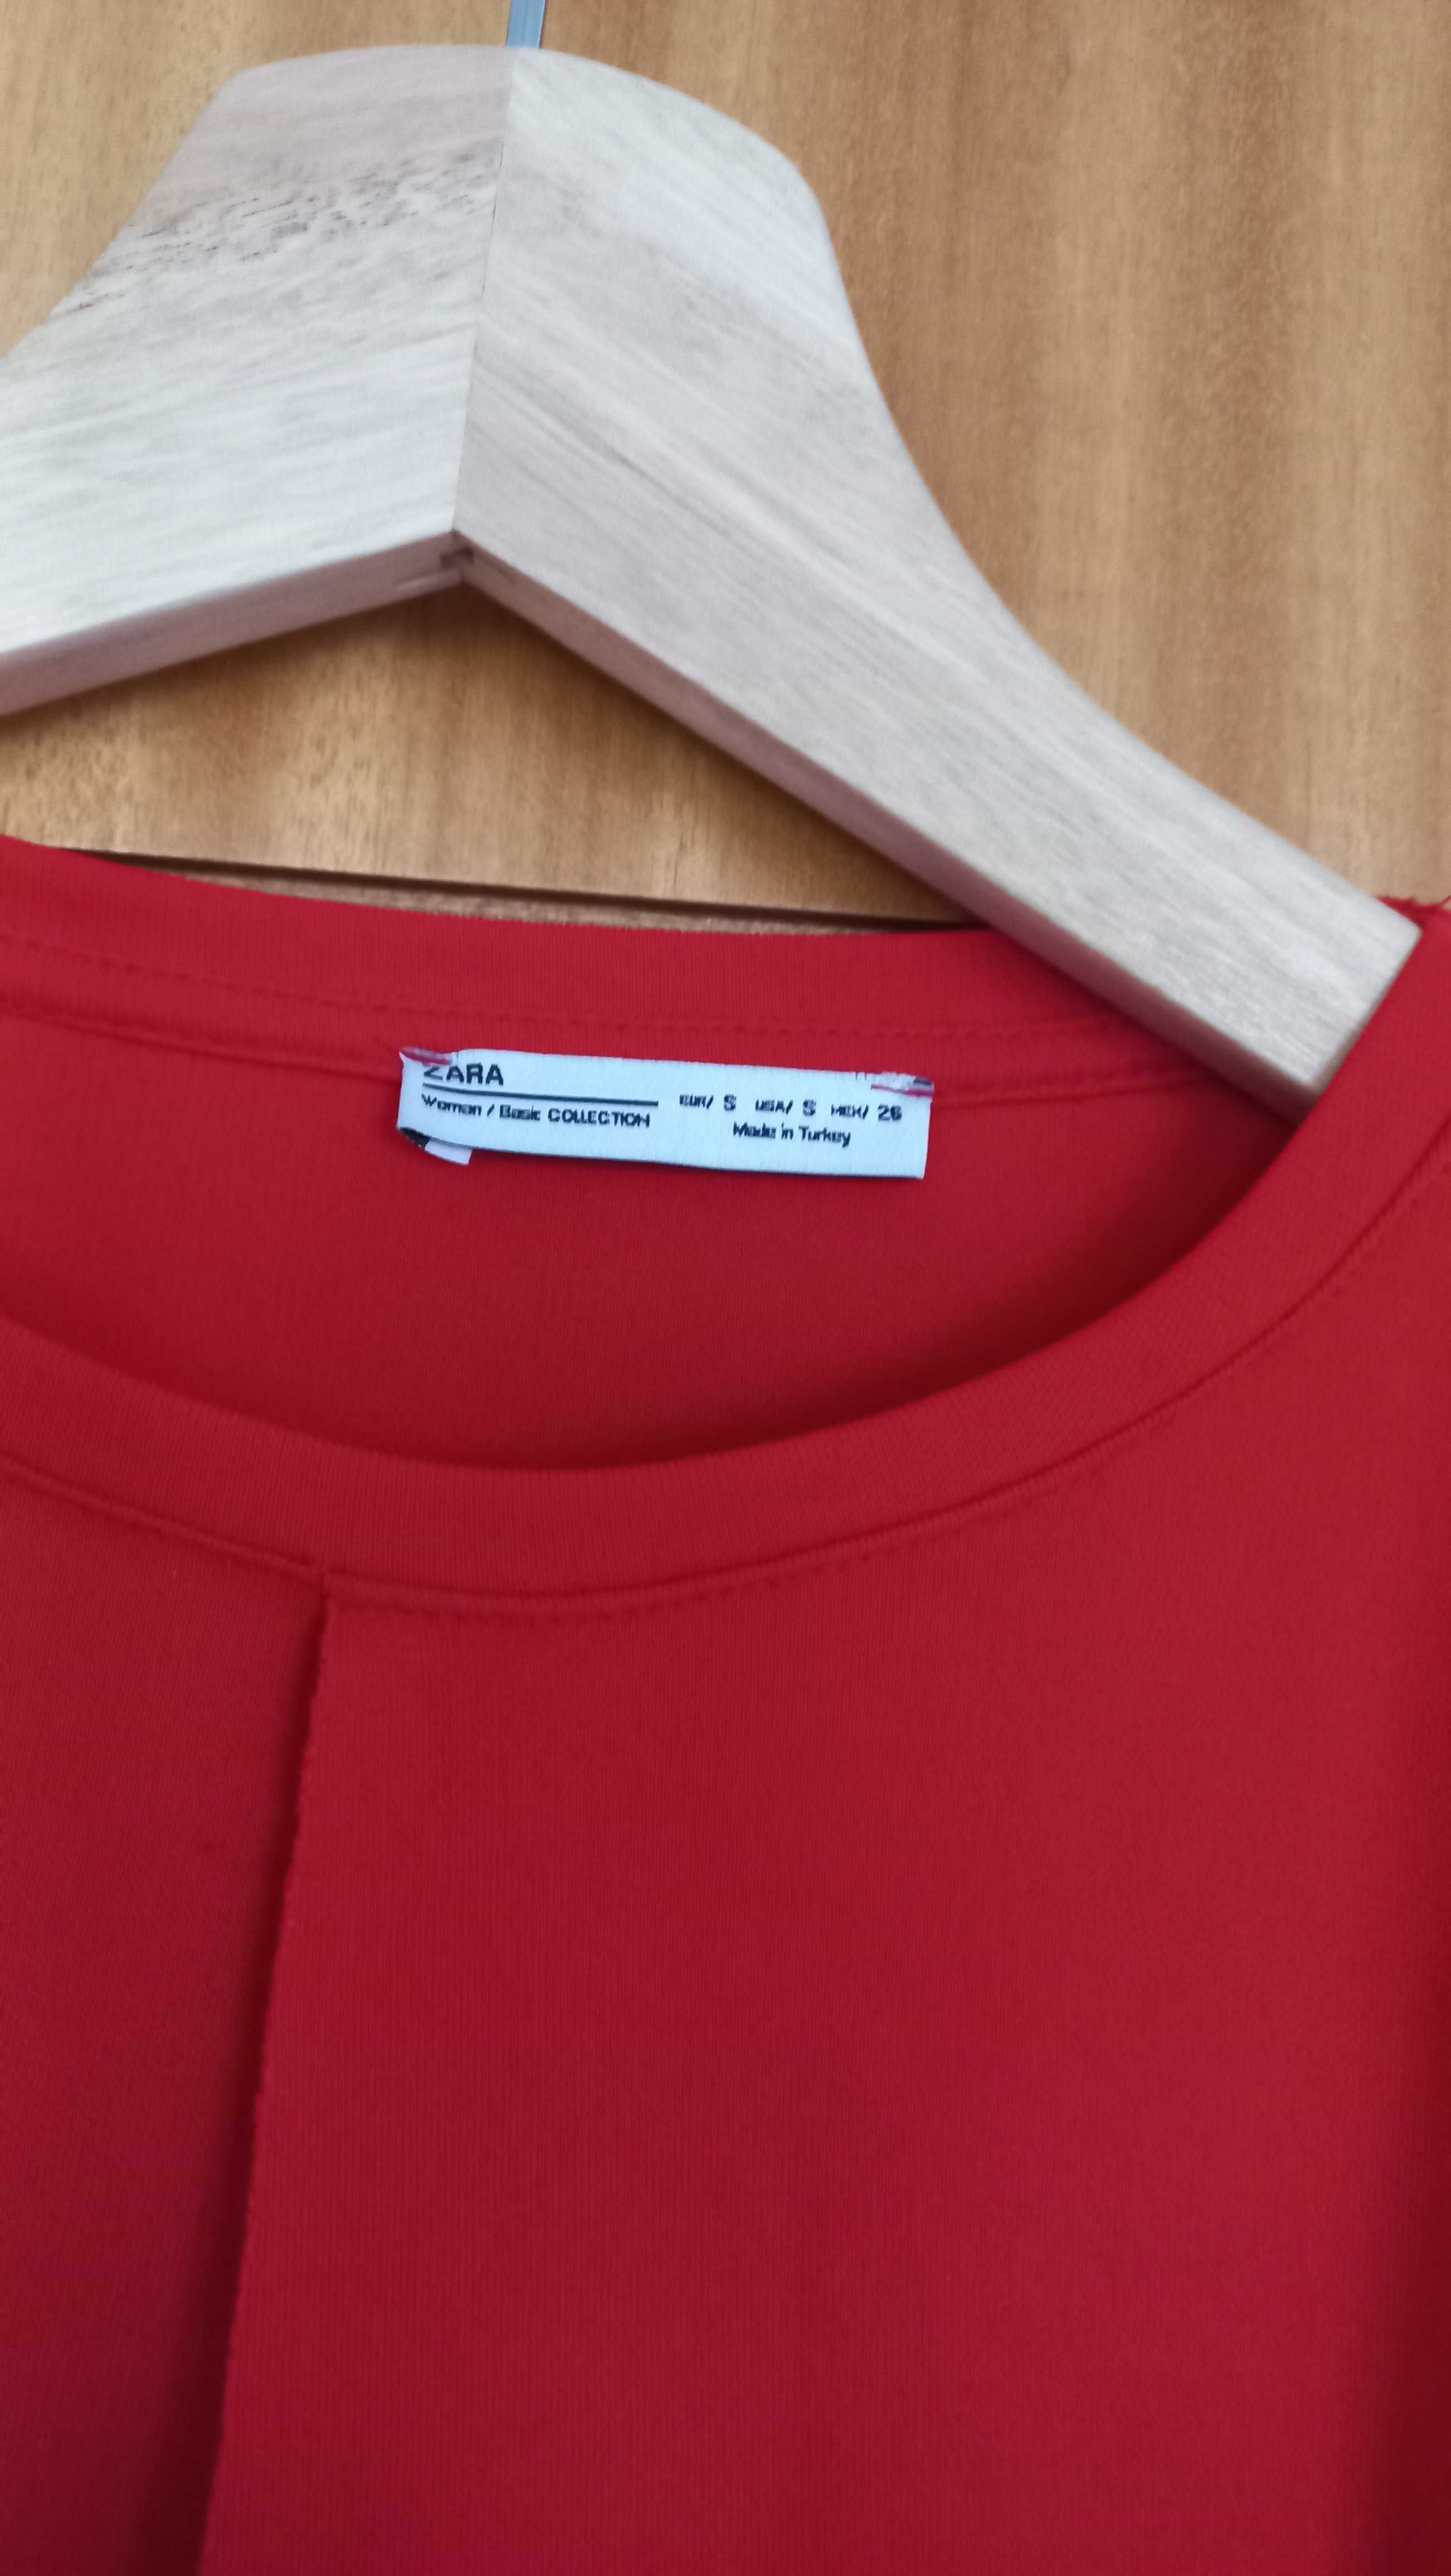 ZARA
Woman / Basic COLLECTION
EUR/ S USA/ S MEX/ 26
Made in Turkey